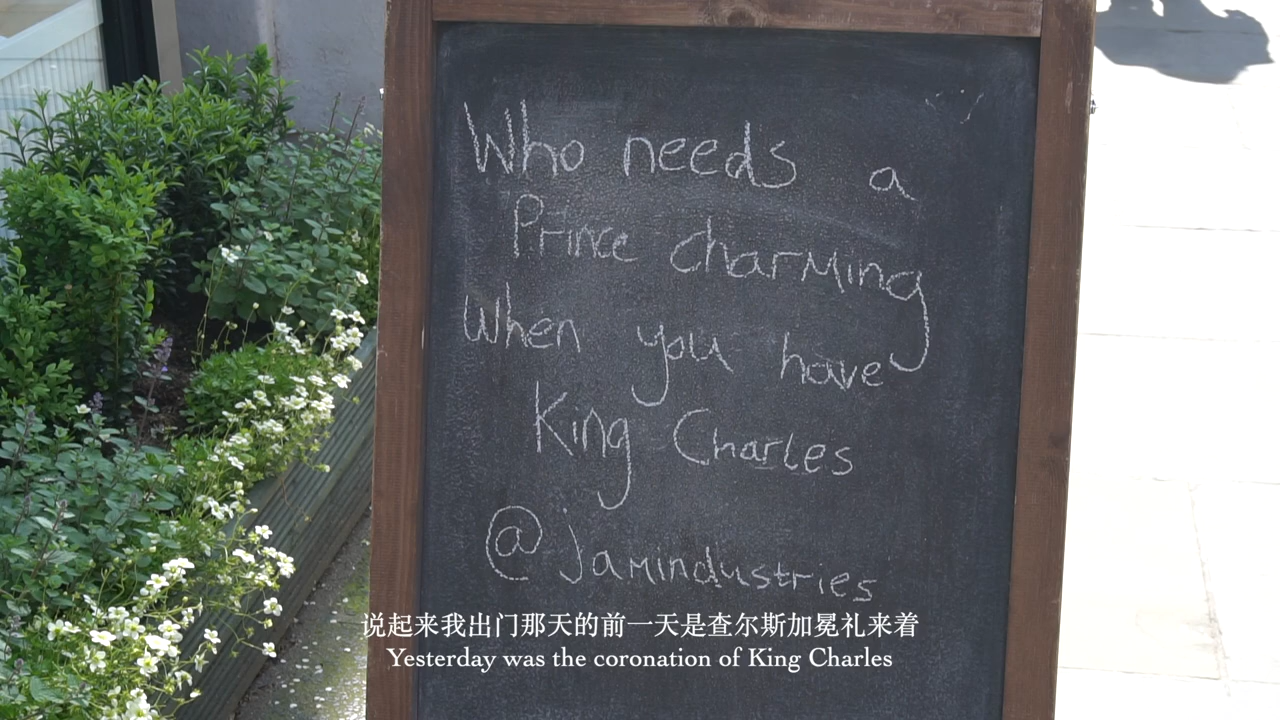 Who needs a
Prince charming
When you have
King Charles
@jamindustries
说起来我出门那天的前一天是查尔斯加冕礼来着
Yesterday was the coronation of King Charles